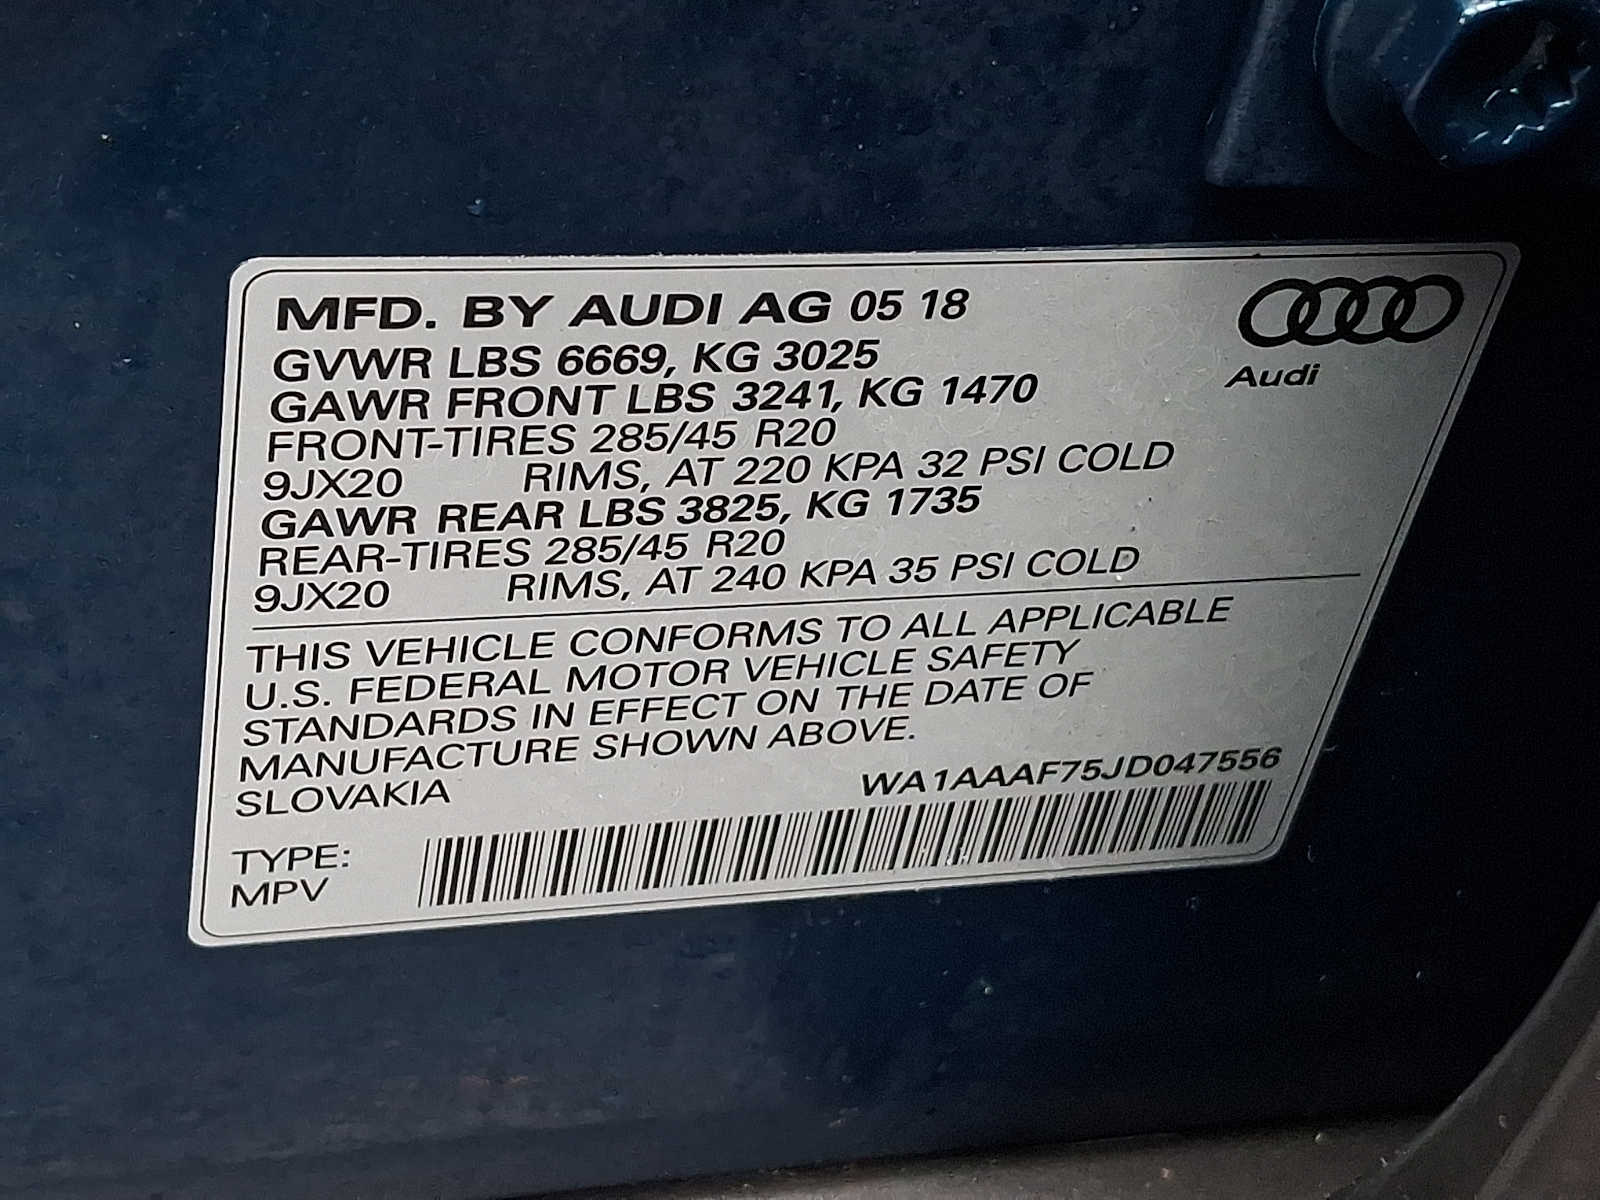 MFD. BY AUDI AG 05 18
GVWR LBS 6669, KG 3025
GAWR FRONT LBS 3241, KG 1470
FRONT-TIRES 285/45 R20
9JX20 RIMS, AT 220 KPA 32 PSI COLD
GAWR REAR LBS 3825, KG 1735
REAR-TIRES 285/45 R20
9JX20 RIMS, AT 240 KPA 35 PSI COLD
Audi
THIS VEHICLE CONFORMS TO ALL APPLICABLE
U.S. FEDERAL MOTOR VEHICLE SAFETY
STANDARDS IN EFFECT ON THE DATE OF
MANUFACTURE SHOWN ABOVE.
SLOVAKIA
WA1AAAF75JD047556
TYPE:
MPV